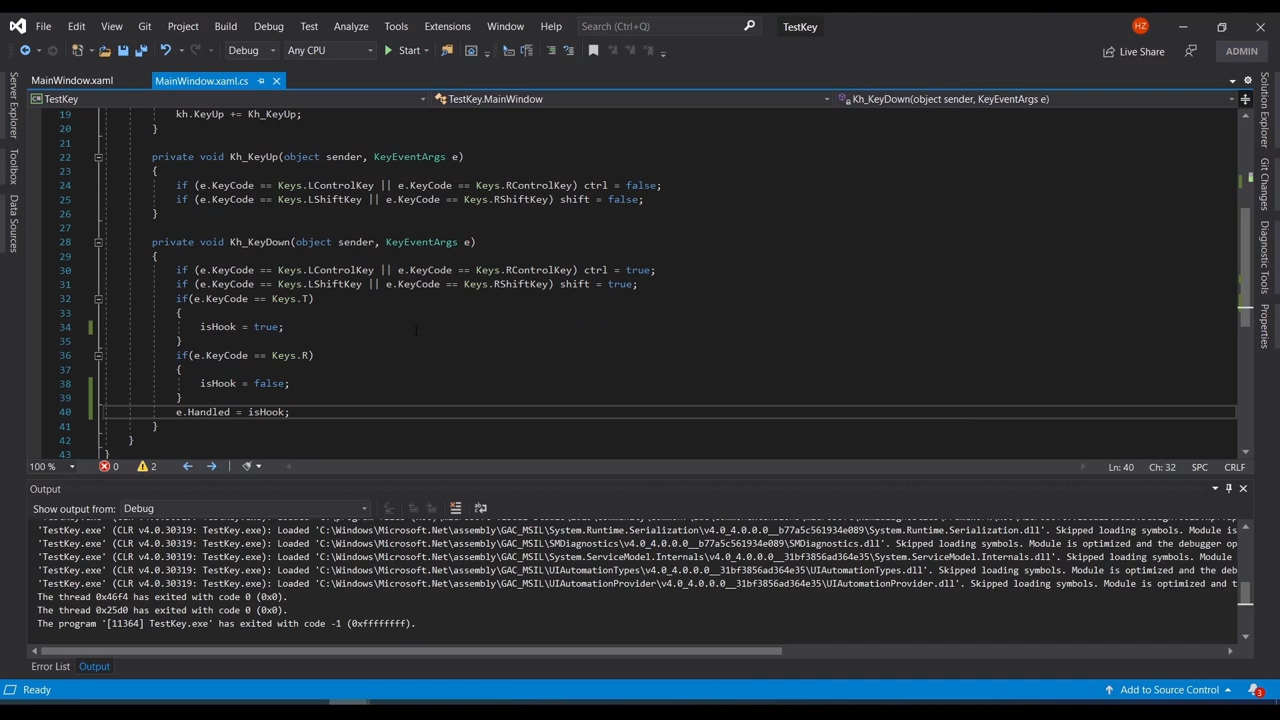 File Edit View Git Project Build Debug Test Analyze Tools Extensions Window Help Search (Ctrl+Q) TestKey HZ
Debug Any CPU Start Live Share ADMIN
MainWindow.xaml MainWindow.xaml.cs
TestKey TestKey.MainWindow Kh_KeyDown(object sender, KeyEventArgs e)
Server Explorer
Toolbox
Data Sources
19 kh.KeyUp += Kh_KeyUp;
20 }
21
22 private void Kh_KeyUp(object sender, KeyEventArgs e)
23 {
24 if (e.KeyCode == Keys.LControlKey || e.KeyCode == Keys.RControlKey) ctrl = false;
25 if (e.KeyCode == Keys.LShiftKey || e.KeyCode == Keys.RShiftKey) shift = false;
26 }
27
28 private void Kh_KeyDown(object sender, KeyEventArgs e)
29 {
30 if (e.KeyCode == Keys.LControlKey || e.KeyCode == Keys.RControlKey) ctrl = true;
31 if (e.KeyCode == Keys.LShiftKey || e.KeyCode == Keys.RShiftKey) shift = true;
32 if(e.KeyCode == Keys.T)
33 {
34 isHook = true;
35 }
36 if(e.KeyCode == Keys.R)
37 {
38 isHook = false;
39 }
40 e.Handled = isHook;
41 }
42 }
43 }
Solution Explorer
Git Changes
Diagnostic Tools
Properties
100 % 0 2 Ln: 40 Ch: 32 SPC CRLF
Output
Show output from: Debug
'TestKey.exe' (CLR v4.0.30319: TestKey.exe): Loaded 'C:\Windows\Microsoft.Net\assembly\GAC_MSIL\System.Runtime.Serialization\v4.0_4.0.0.0__b77a5c561934e089\System.Runtime.Serialization.dll'. Skipped loading symbols. Module is
'TestKey.exe' (CLR v4.0.30319: TestKey.exe): Loaded 'C:\Windows\Microsoft.Net\assembly\GAC_MSIL\SMDiagnostics\v4.0_4.0.0.0__b77a5c561934e089\SMDiagnostics.dll'. Skipped loading symbols. Module is optimized and the debugger op
'TestKey.exe' (CLR v4.0.30319: TestKey.exe): Loaded 'C:\Windows\Microsoft.Net\assembly\GAC_MSIL\System.ServiceModel.Internals\v4.0_4.0.0.0__31bf3856ad364e35\System.ServiceModel.Internals.dll'. Skipped loading symbols. Module
'TestKey.exe' (CLR v4.0.30319: TestKey.exe): Loaded 'C:\Windows\Microsoft.Net\assembly\GAC_MSIL\UIAutomationTypes\v4.0_4.0.0.0__31bf3856ad364e35\UIAutomationTypes.dll'. Skipped loading symbols. Module is optimized and the deb
'TestKey.exe' (CLR v4.0.30319: TestKey.exe): Loaded 'C:\Windows\Microsoft.Net\assembly\GAC_MSIL\UIAutomationProvider\v4.0_4.0.0.0__31bf3856ad364e35\UIAutomationProvider.dll'. Skipped loading symbols. Module is optimized and t
The thread 0x46f4 has exited with code 0 (0x0).
The thread 0x25d0 has exited with code 0 (0x0).
The program '[11364] TestKey.exe' has exited with code -1 (0xffffffff).
Error List Output
Ready Add to Source Control 3